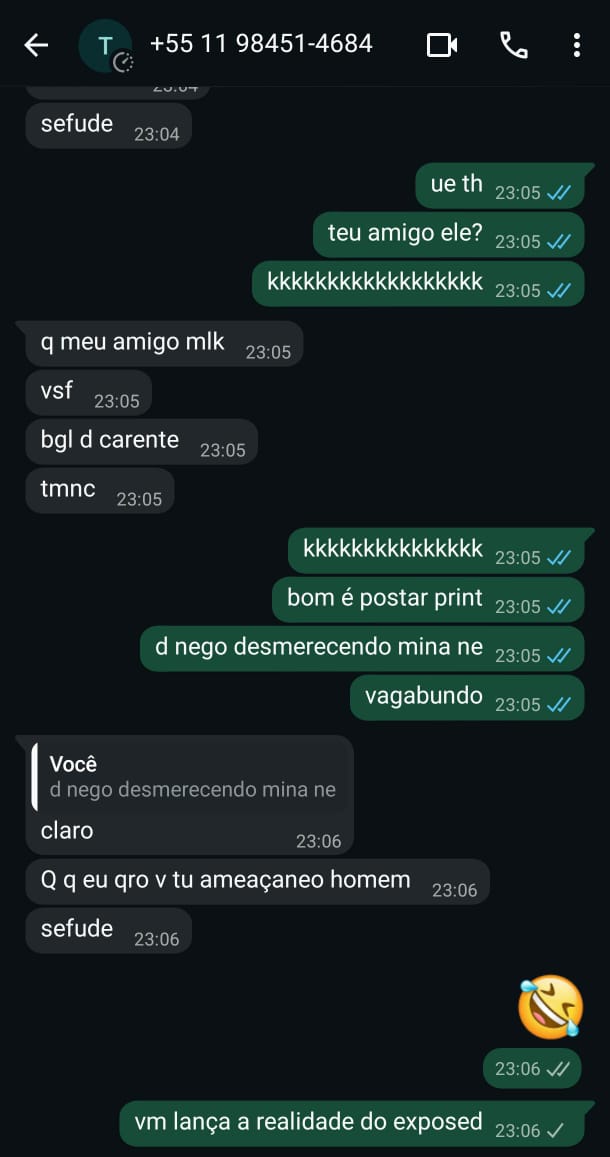 T
+55 11 98451-4684
sefude 23:04
ue th 23:05
teu amigo ele? 23:05
kkkkkkkkkkkkkkkkkk 23:05
q meu amigo mlk 23:05
vsf 23:05
bgl d carente 23:05
tmnc 23:05
kkkkkkkkkkkkkkk 23:05
bom é postar print 23:05
d nego desmerecendo mina ne 23:05
vagabundo 23:05
Você
d nego desmerecendo mina ne
claro 23:06
Q q eu qro v tu ameaçaneo homem 23:06
sefude 23:06
23:06
vm lança a realidade do exposed 23:06